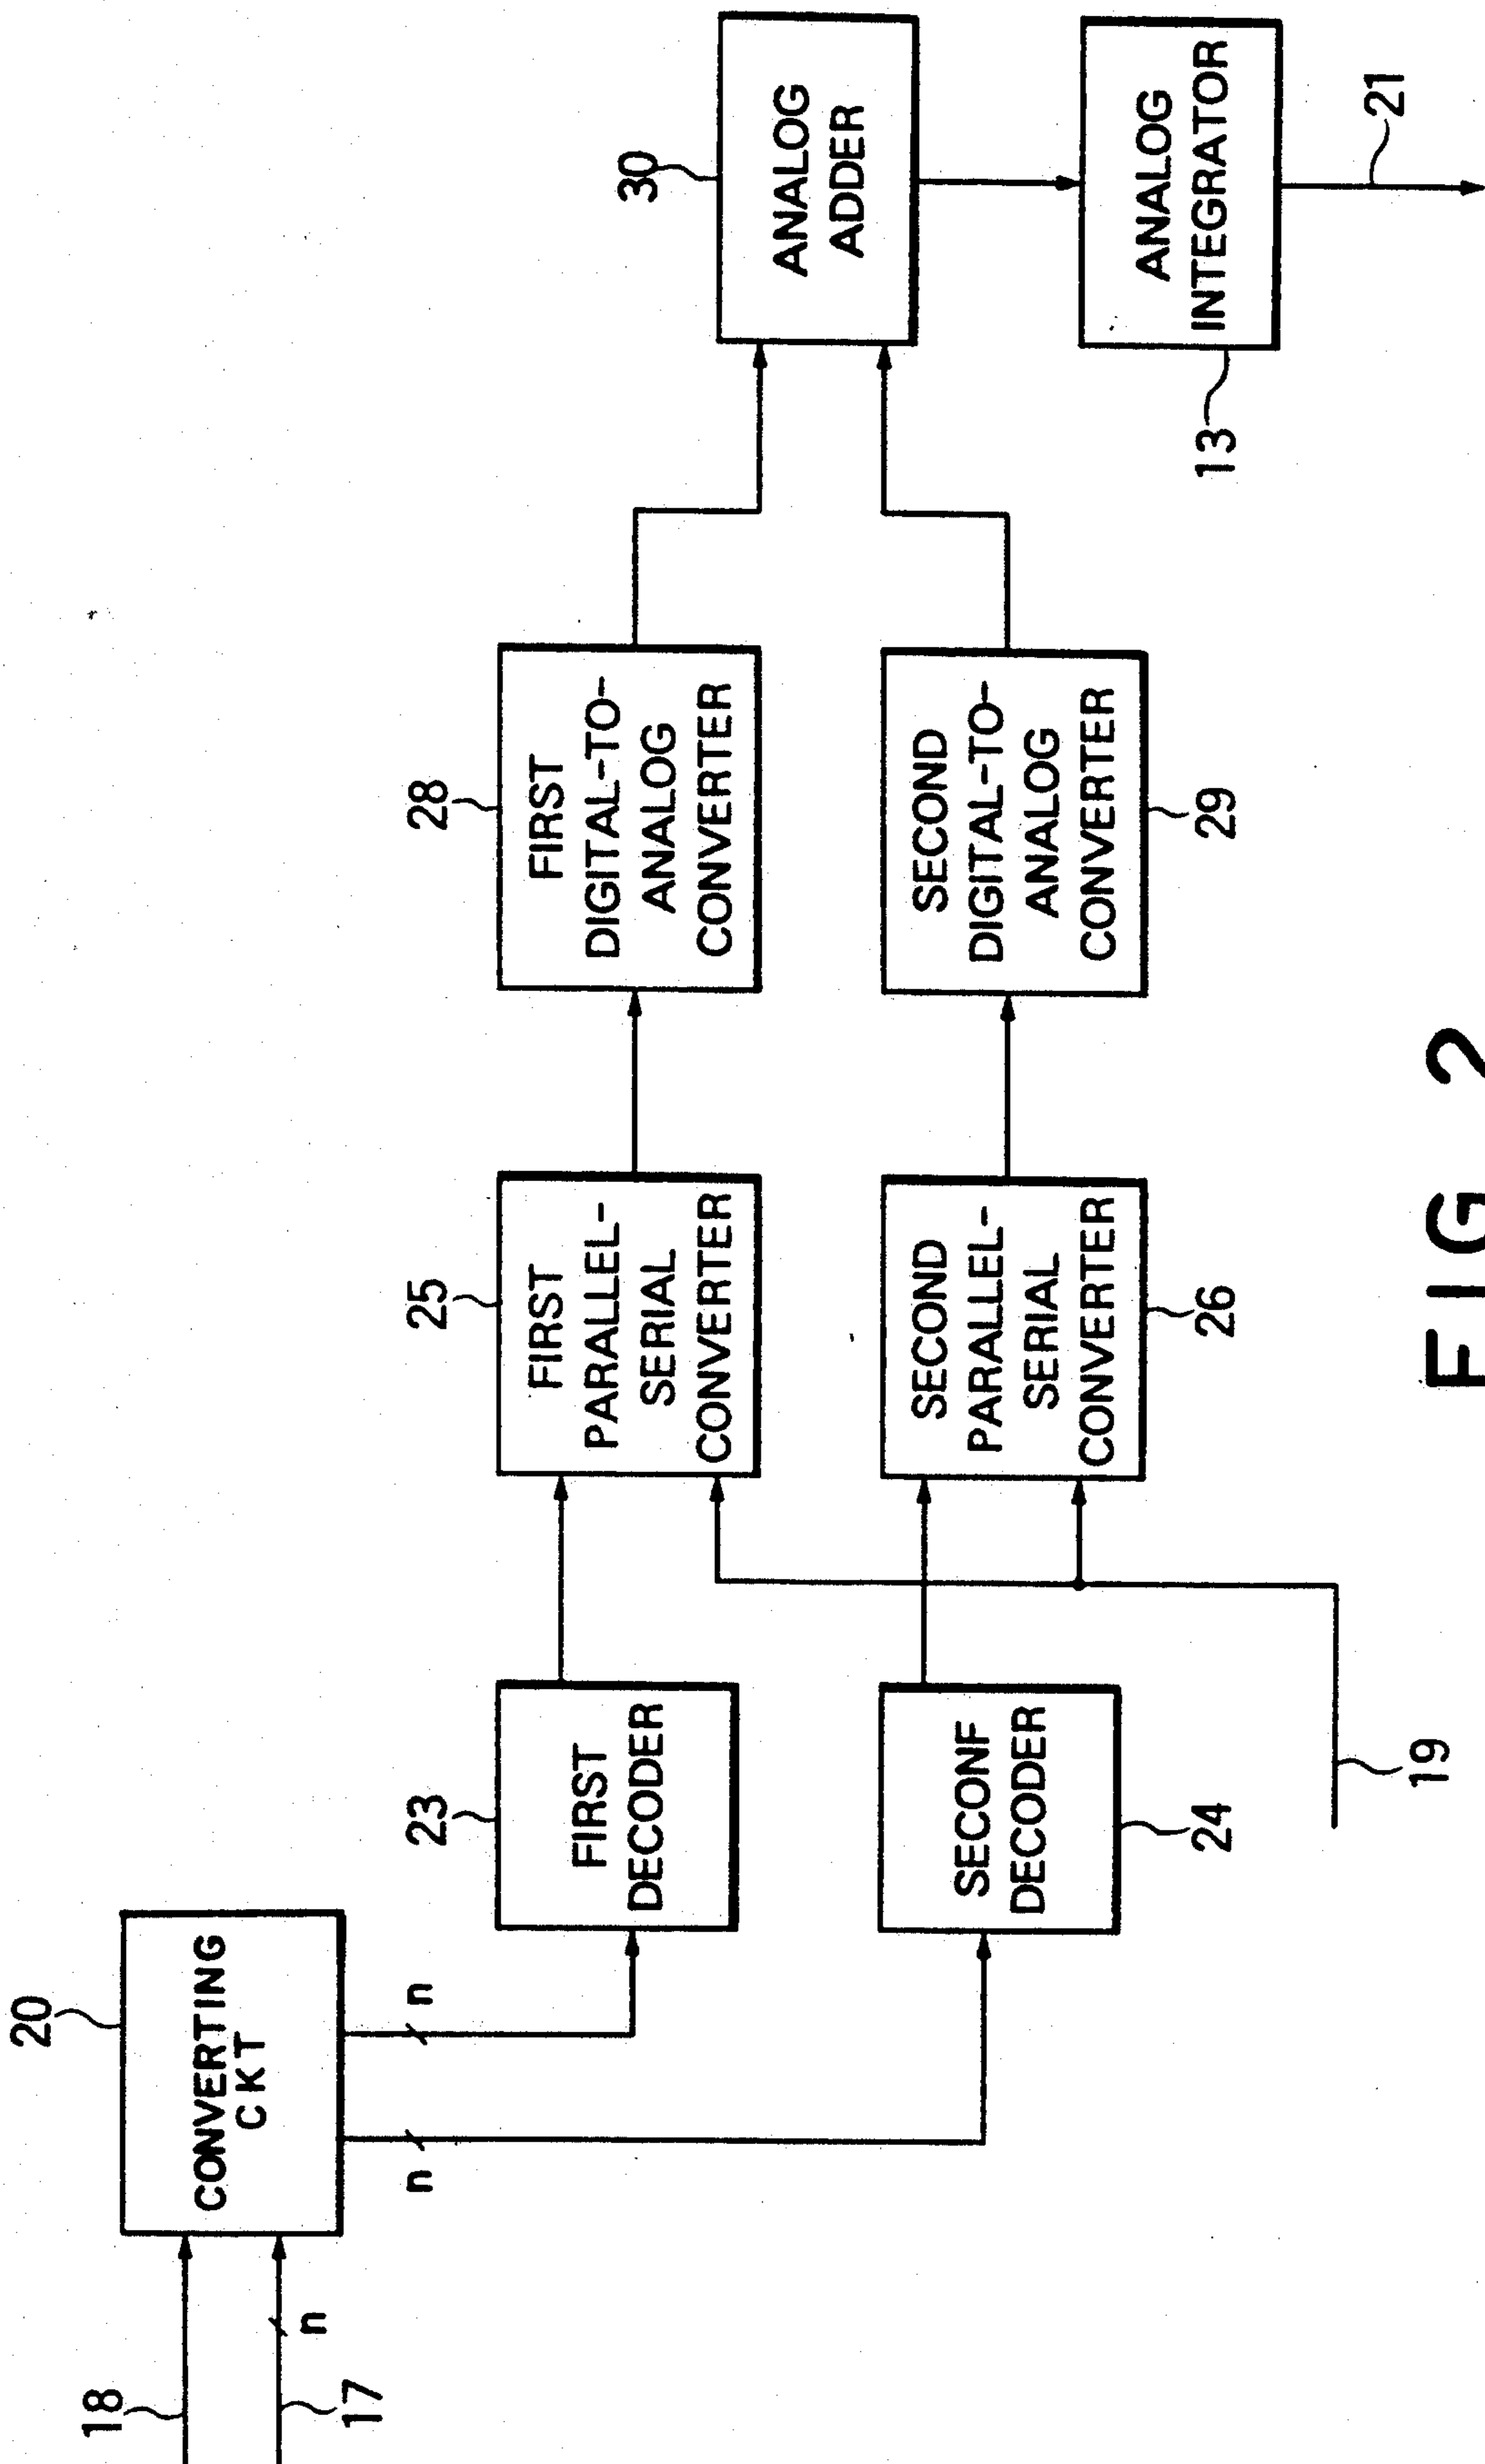 20
18
17
n
CONVERTING
CKT
n
n
23
FIRST
DECODER
SECONF
DECODER
24
19
25
FIRST
PARALLEL-
SERIAL
CONVERTER
SECOND
PARALLEL-
SERIAL
CONVERTER
26
28
FIRST
DIGITAL-TO-
ANALOG
CONVERTER
SECOND
DIGITAL-TO-
ANALOG
CONVERTER
29
30
ANALOG
ADDER
ANALOG
INTEGRATOR
13
21
FIG 2